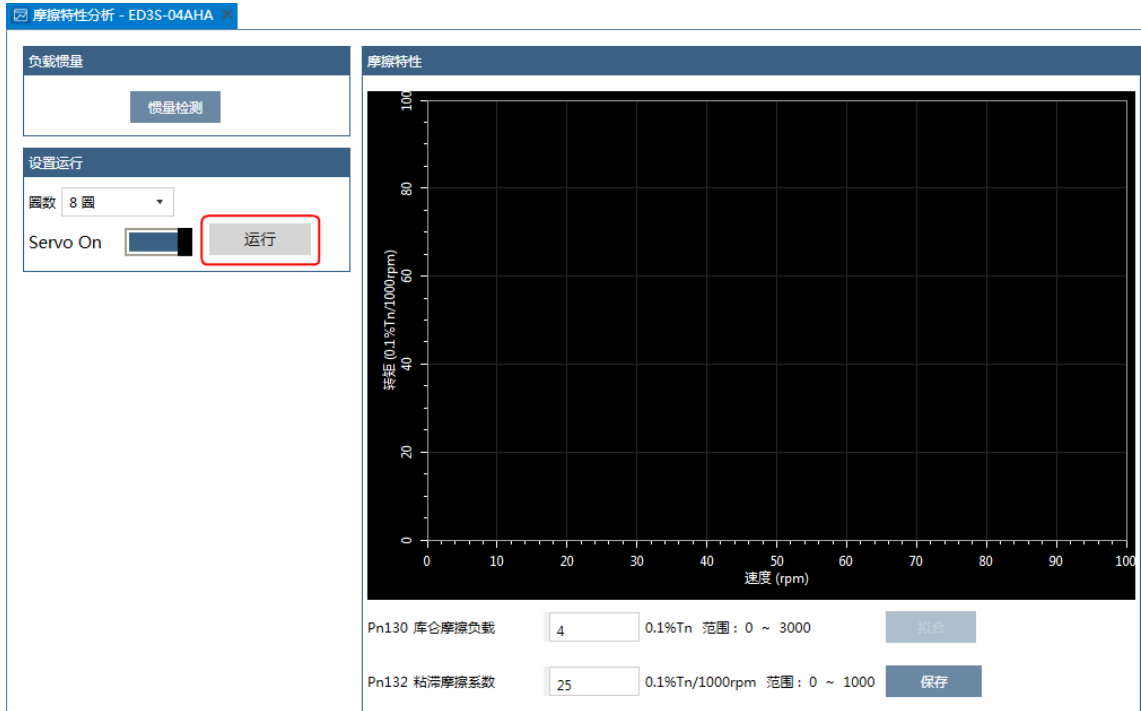 摩擦特性分析 - ED3S-04AHA
负载惯量
惯量检测
设置运行
圈数 8 圈
Servo On 运行
摩擦特性
转矩 (0.1%Tn/1000rpm)
100
80
60
40
20
0
0 10 20 30 40 50 60 70 80 90 100
速度 (rpm)
Pn130 库仑摩擦负载 4 0.1%Tn 范围: 0 ~ 3000 拟合
Pn132 粘滞摩擦系数 25 0.1%Tn/1000rpm 范围: 0 ~ 1000 保存